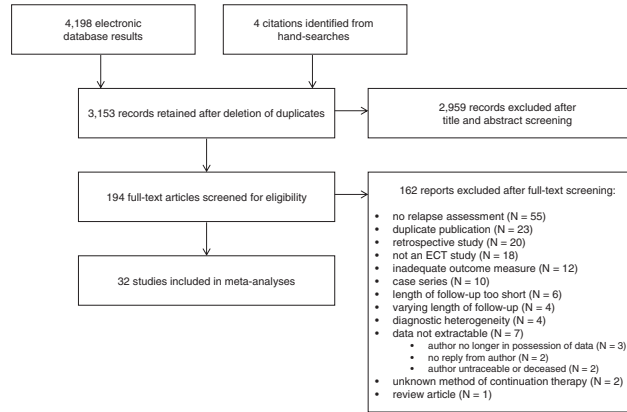 4,198 electronic
database results
4 citations identified from
hand-searches
3,153 records retained after deletion of duplicates
2,959 records excluded after
title and abstract screening
194 full-text articles screened for eligibility
162 reports excluded after full-text screening:
• no relapse assessment (N = 55)
• duplicate publication (N = 23)
• retrospective study (N = 20)
• not an ECT study (N = 18)
• inadequate outcome measure (N = 12)
• case series (N = 10)
• length of follow-up too short (N = 6)
• varying length of follow-up (N = 4)
• diagnostic heterogeneity (N = 4)
• data not extractable (N = 7)
• author no longer in possession of data (N = 3)
• no reply from author (N = 2)
• author untraceable or deceased (N = 2)
• unknown method of continuation therapy (N = 2)
• review article (N = 1)
32 studies included in meta-analyses